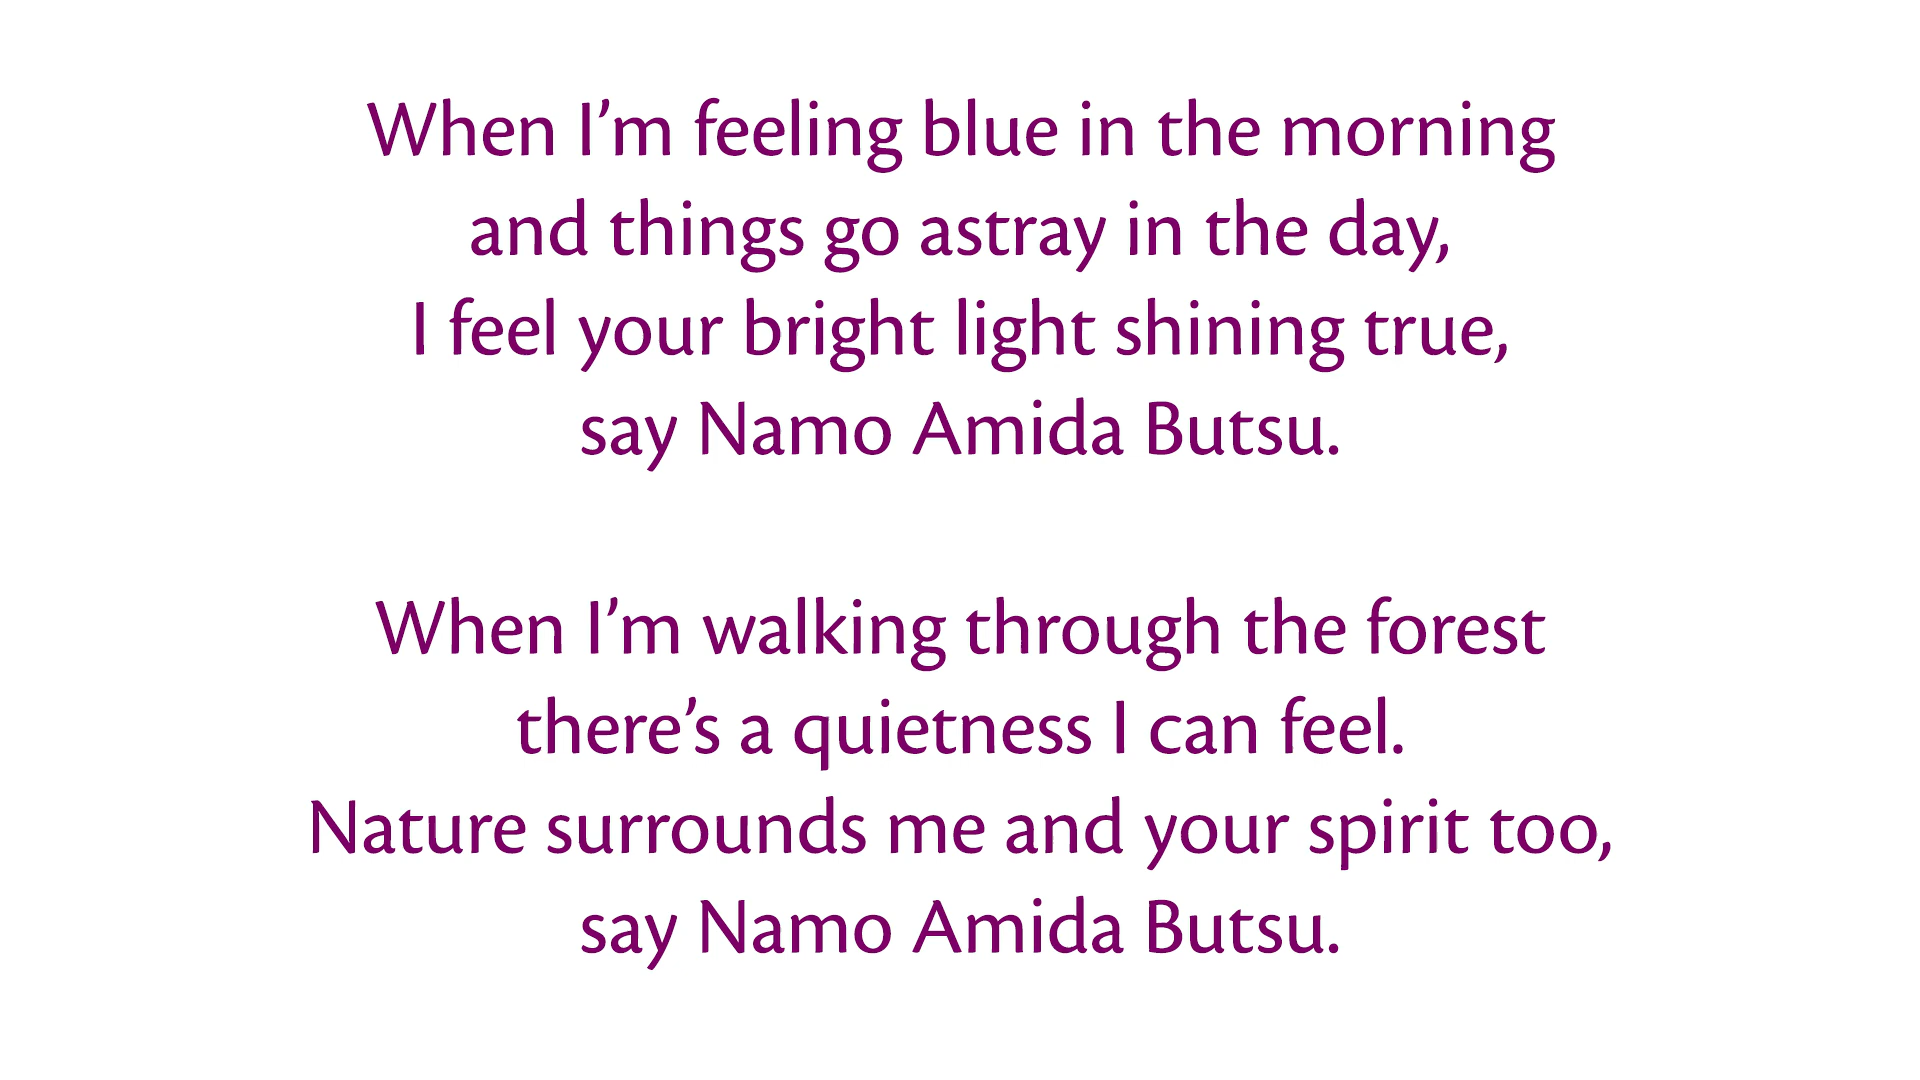 When I’m feeling blue in the morning
and things go astray in the day,
I feel your bright light shining true,
say Namo Amida Butsu.
When I’m walking through the forest
there’s a quietness I can feel.
Nature surrounds me and your spirit too,
say Namo Amida Butsu.